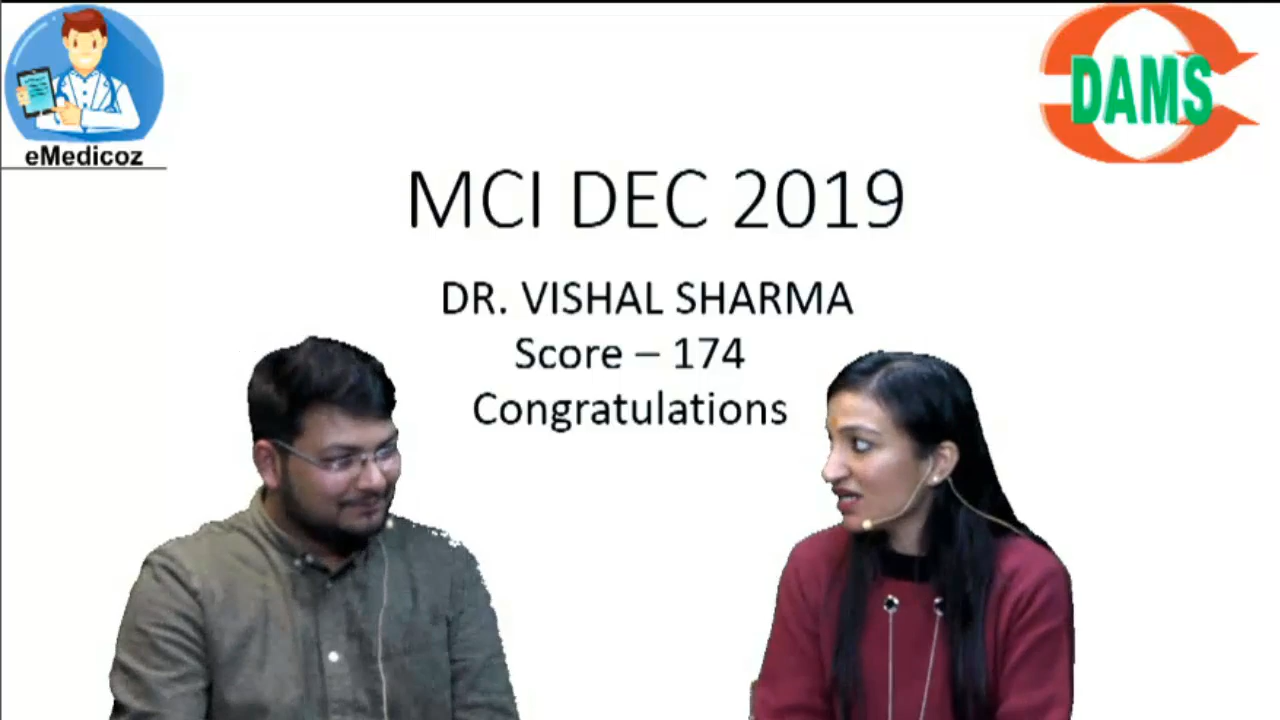 eMedicoz
DAMS
MCI DEC 2019
DR. VISHAL SHARMA
Score – 174
Congratulations